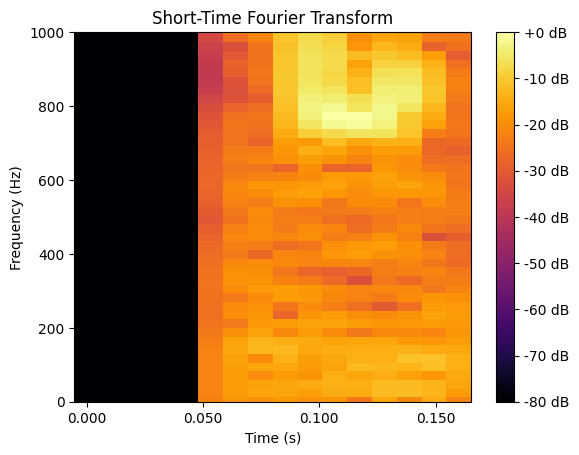 Short-Time Fourier Transform
1000
800
600
400
200
0
Frequency (Hz)
0.000
0.050
0.100
0.150
Time (s)
+0 dB
-10 dB
-20 dB
-30 dB
-40 dB
-50 dB
-60 dB
-70 dB
-80 dB